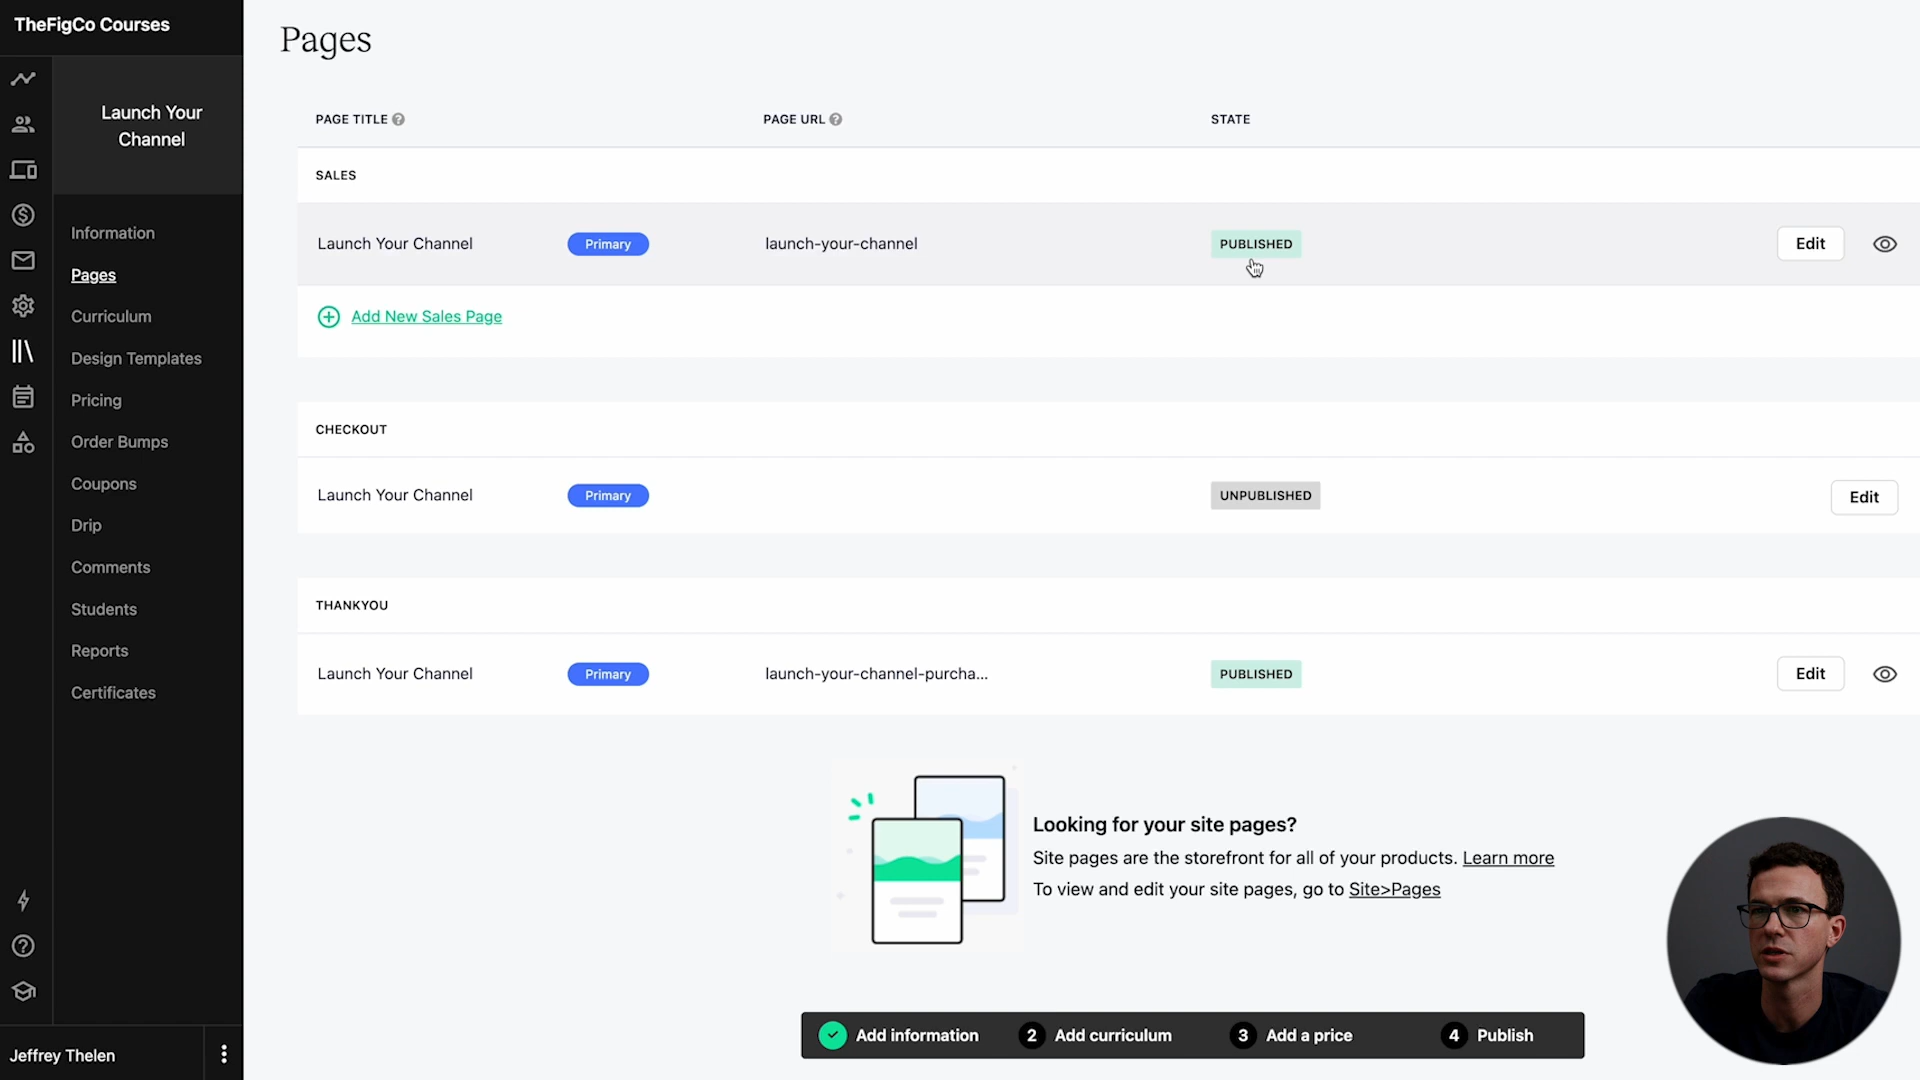 TheFigCo Courses
Launch Your
Channel
Information
Pages
Curriculum
Design Templates
Pricing
Order Bumps
Coupons
Drip
Comments
Students
Reports
Certificates
Jeffrey Thelen
Pages
PAGE TITLE ? PAGE URL ? STATE
SALES
Launch Your Channel Primary launch-your-channel PUBLISHED Edit
Add New Sales Page
CHECKOUT
Launch Your Channel Primary UNPUBLISHED Edit
THANKYOU
Launch Your Channel Primary launch-your-channel-purcha... PUBLISHED Edit
Looking for your site pages?
Site pages are the storefront for all of your products. Learn more
To view and edit your site pages, go to Site>Pages
Add information 2 Add curriculum 3 Add a price 4 Publish